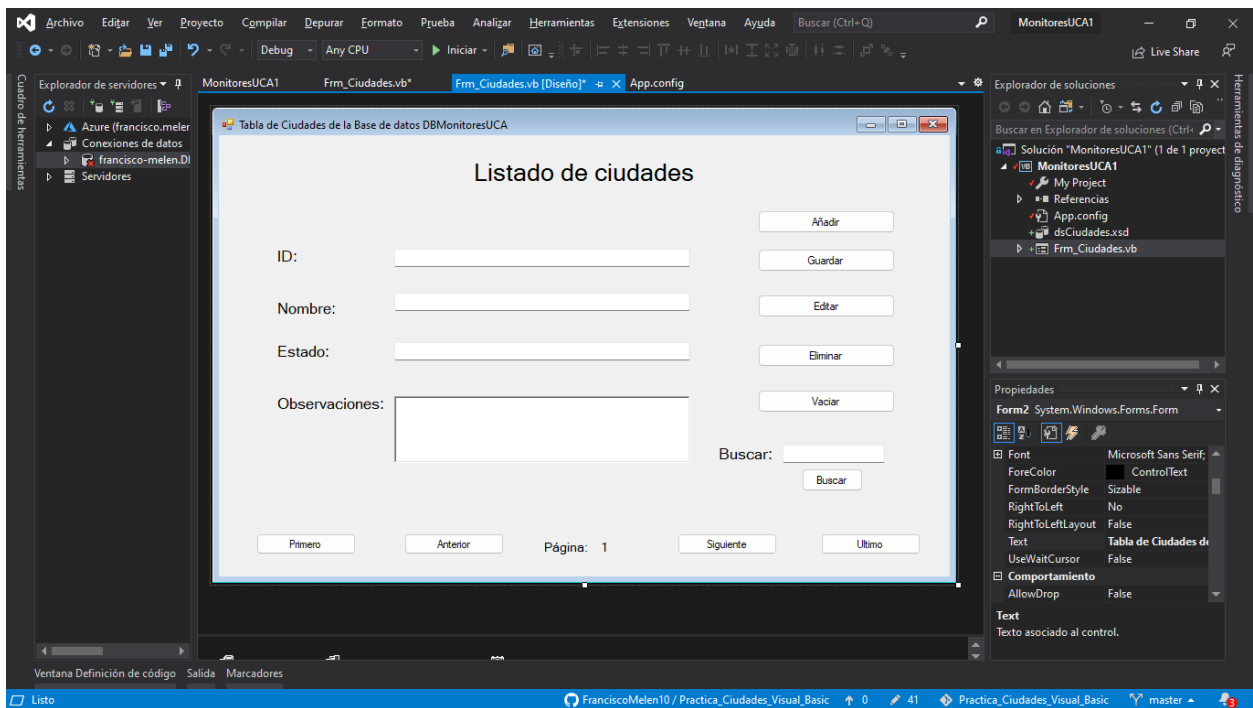 Archivo Editar Ver Proyecto Compilar Depurar Formato Prueba Analizar Herramientas Extensiones Ventana Ayuda Buscar (Ctrl+Q) MonitoresUCA1
Debug Any CPU Iniciar Live Share
Cuadro de herramientas
Explorador de servidores
Azure (francisco.meler
Conexiones de datos
francisco-melen.DI
Servidores
MonitoresUCA1 Frm_Ciudades.vb* Frm_Ciudades.vb [Diseño]* App.config
Tabla de Ciudades de la Base de datos DBMonitoresUCA
Listado de ciudades
Añadir
ID:
Guardar
Nombre:
Editar
Estado:
Eliminar
Observaciones:
Vaciar
Buscar:
Buscar
Primero Anterior Página: 1 Siguiente Ultimo
Explorador de soluciones
Buscar en Explorador de soluciones (Ctrl+
Solución "MonitoresUCA1" (1 de 1 proyect
VB MonitoresUCA1
My Project
Referencias
App.config
dsCiudades.xsd
Frm_Ciudades.vb
Herramientas de diagnóstico
Propiedades
Form2 System.Windows.Forms.Form
Font Microsoft Sans Serif;
ForeColor ControlText
FormBorderStyle Sizable
RightToLeft No
RightToLeftLayout False
Text Tabla de Ciudades de
UseWaitCursor False
Comportamiento
AllowDrop False
Text
Texto asociado al control.
Ventana Definición de código Salida Marcadores
Listo FranciscoMelen10 / Practica_Ciudades_Visual_Basic 0 41 Practica_Ciudades_Visual_Basic master 3